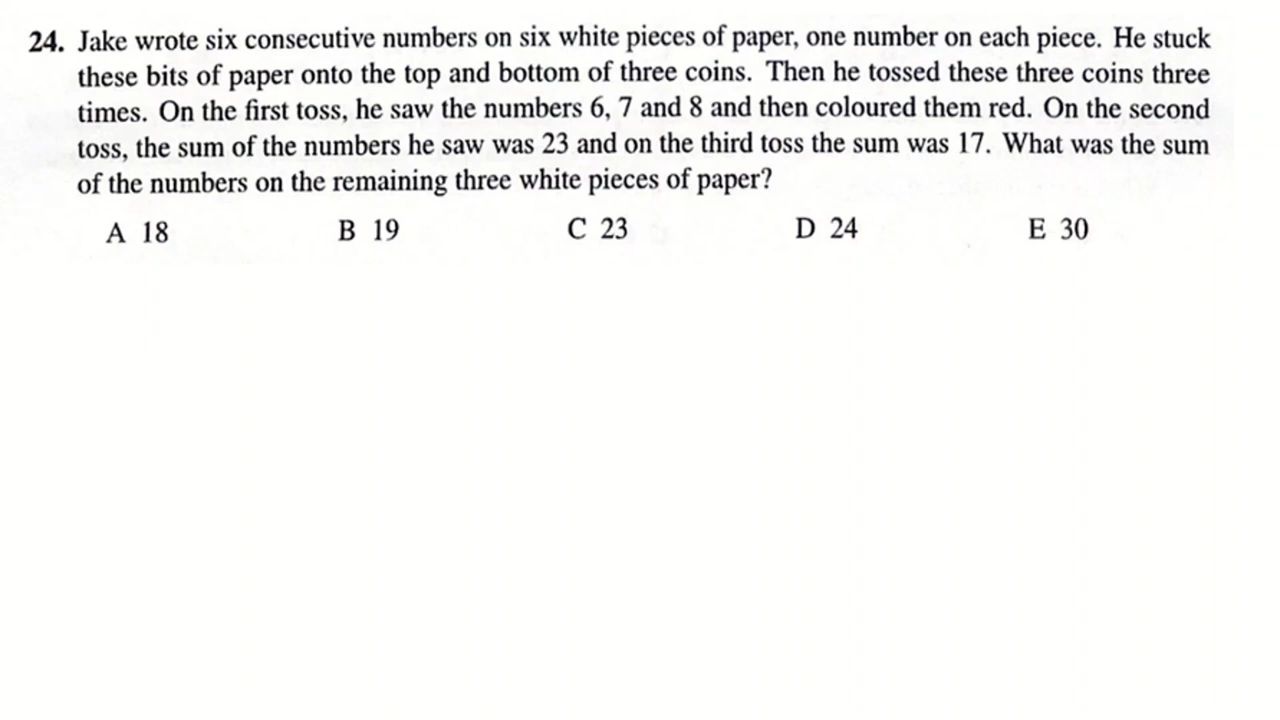 24. Jake wrote six consecutive numbers on six white pieces of paper, one number on each piece. He stuck
these bits of paper onto the top and bottom of three coins. Then he tossed these three coins three
times. On the first toss, he saw the numbers 6, 7 and 8 and then coloured them red. On the second
toss, the sum of the numbers he saw was 23 and on the third toss the sum was 17. What was the sum
of the numbers on the remaining three white pieces of paper?
A 18 B 19 C 23 D 24 E 30